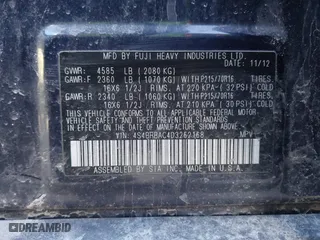 MFD BY FUJI HEAVY INDUSTRIES LTD. 11/12
GVWR: 4585 LB (2080 KG)
GAWR:F 2360 LB (1070 KG) WITH P215/70R16 TIRES,
16X6 1/2J RIMS, AT 220 KPA-( 32 PSI) COLD
GAWR:R 2340 LB (1060 KG) WITH P215/70R16 TIRES,
16X6 1/2J RIMS, AT 210 KPA-( 30 PSI) COLD
THIS VEHICLE CONFORMS TO ALL APPLICABLE FEDERAL MOTOR
VEHICLE SAFETY AND THEFT PREVENTION STANDARDS IN EFFECT
ON THE DATE OF MANUFACTURE SHOWN ABOVE.
VIN: MPV
ASSEMBLED BY SIA INC. MADE IN U.S.A.